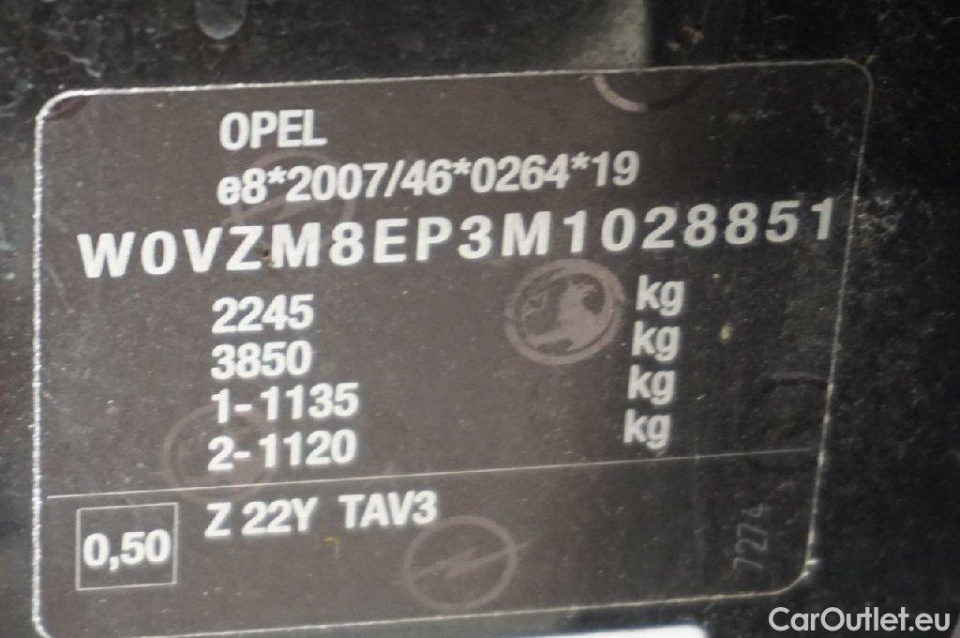 OPEL
e8*2007/46*0264*19
W0VZM8EP3M1028851
2245 kg
3850 kg
1-1135 kg
2-1120 kg
0,50 Z 22Y TAV3
7274
CarOutlet.eu